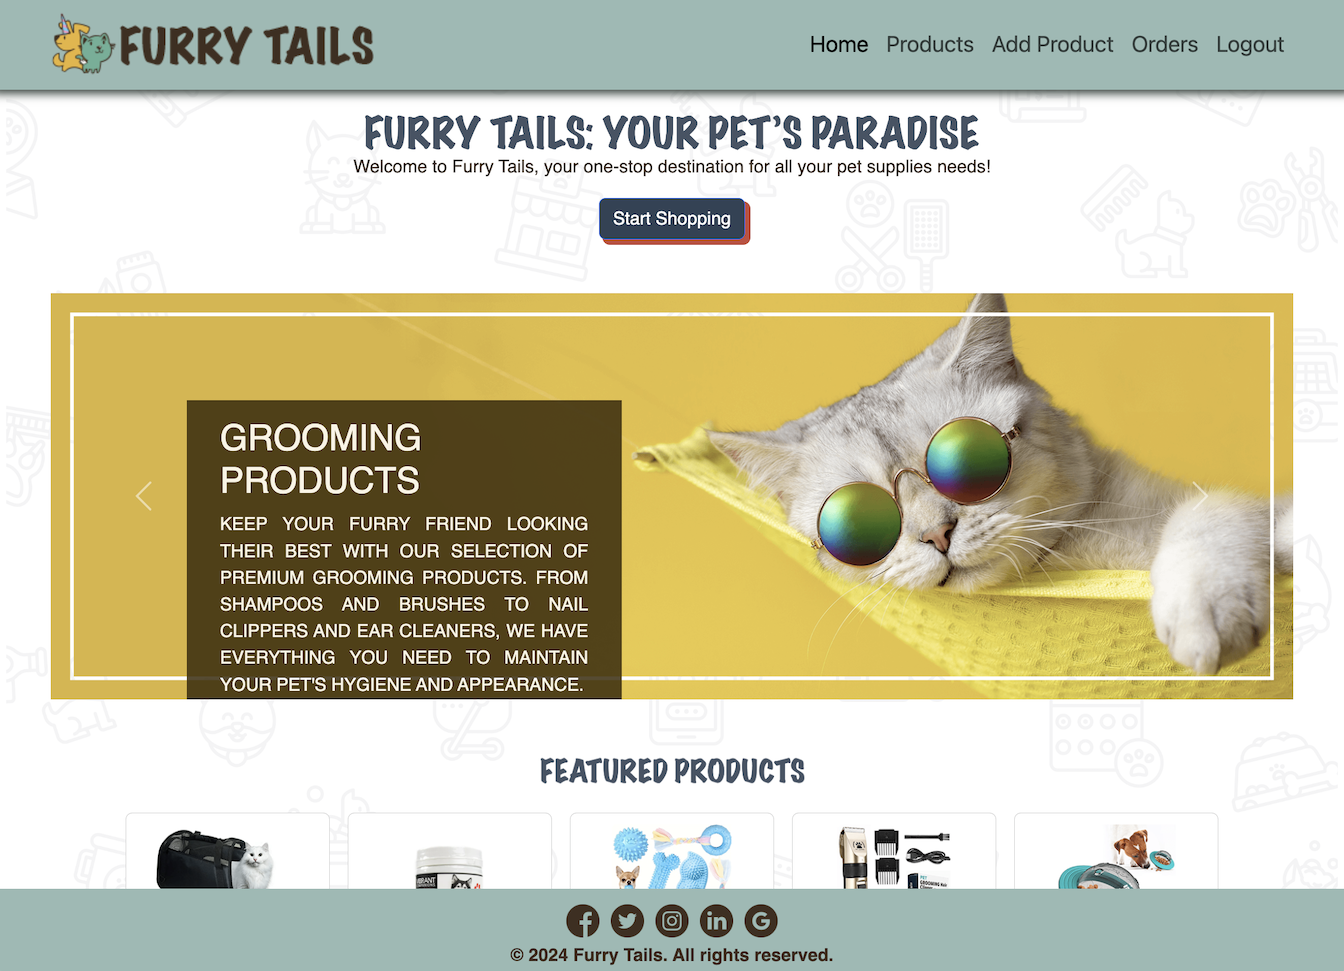 FURRY TAILS
Home Products Add Product Orders Logout
FURRY TAILS: YOUR PET'S PARADISE
Welcome to Furry Tails, your one-stop destination for all your pet supplies needs!
Start Shopping
GROOMING
PRODUCTS
KEEP YOUR FURRY FRIEND LOOKING
THEIR BEST WITH OUR SELECTION OF
PREMIUM GROOMING PRODUCTS. FROM
SHAMPOOS AND BRUSHES TO NAIL
CLIPPERS AND EAR CLEANERS, WE HAVE
EVERYTHING YOU NEED TO MAINTAIN
YOUR PET'S HYGIENE AND APPEARANCE.
FEATURED PRODUCTS
PET
© 2024 Furry Tails. All rights reserved.